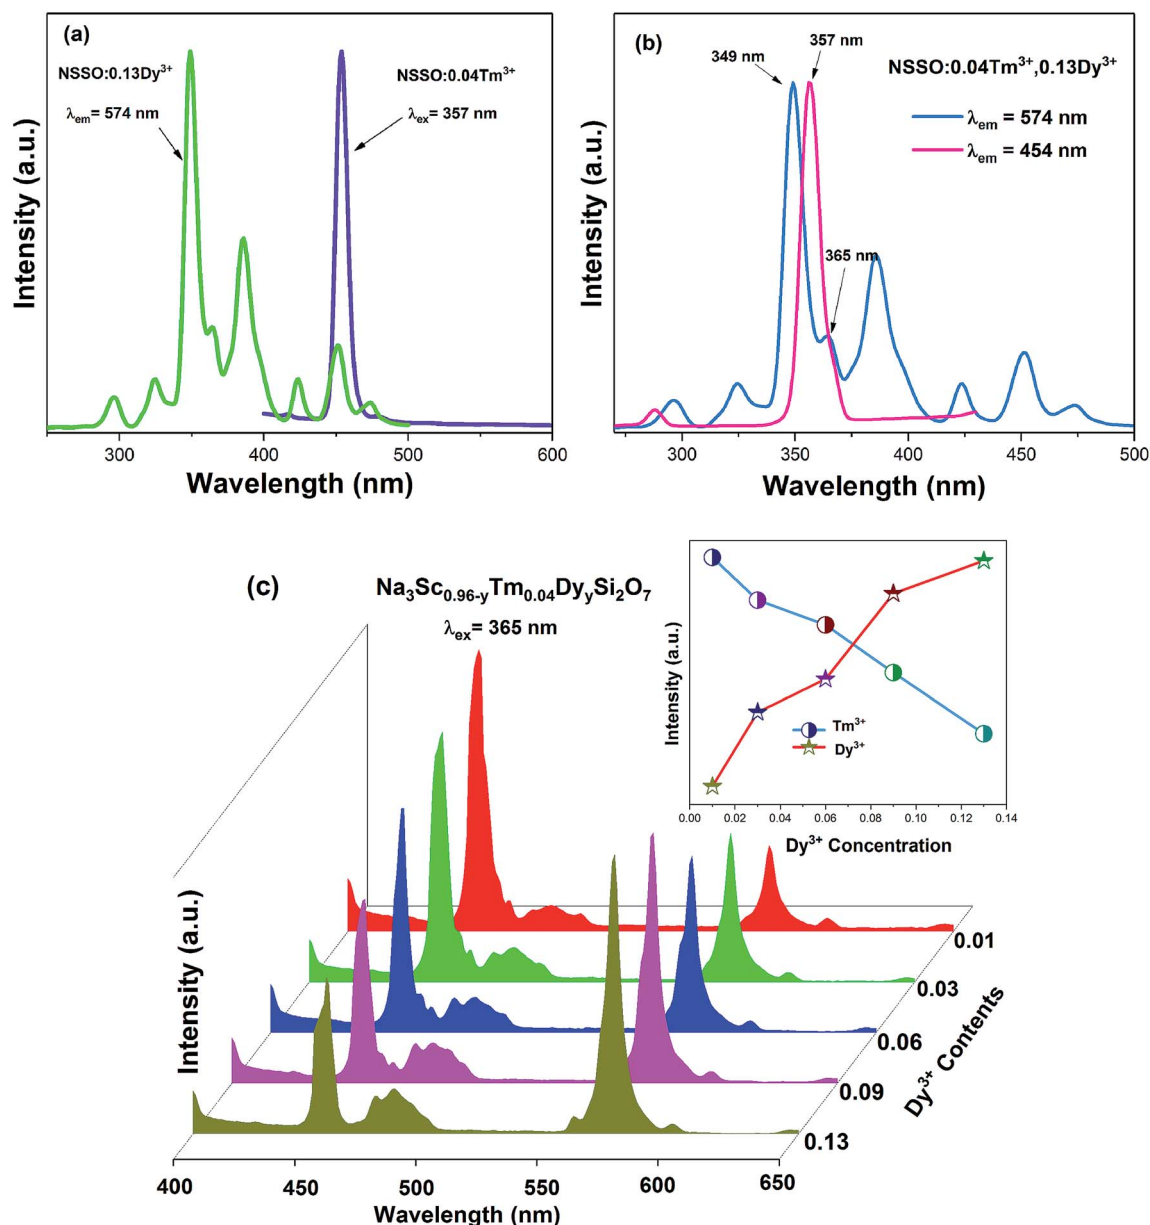 (a)
NSSO:0.13Dy³⁺
λem= 574 nm
NSSO:0.04Tm³⁺
λex= 357 nm
Intensity (a.u.)
300 400 500 600
Wavelength (nm)
(b)
349 nm
357 nm
365 nm
NSSO:0.04Tm³⁺,0.13Dy³⁺
λem = 574 nm
λem = 454 nm
Intensity (a.u.)
300 350 400 450 500
Wavelength (nm)
(c)
Na₃Sc₀.₉₆₋yTm₀.₀₄DyySi₂O₇
λex= 365 nm
Intensity (a.u.)
Tm³⁺
Dy³⁺
0.00 0.02 0.04 0.06 0.08 0.10 0.12 0.14
Dy³⁺ Concentration
Intensity (a.u.)
0.01
0.03
0.06
0.09
0.13
Dy³⁺ Contents
400 450 500 550 600 650
Wavelength (nm)